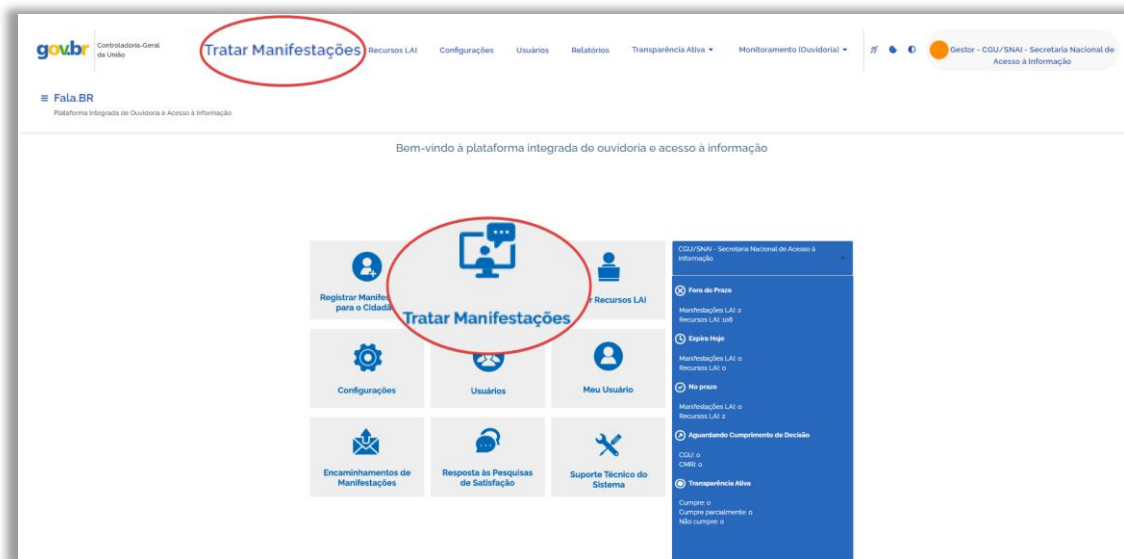 gov.br
Controladoria-Geral
da União
Tratar Manifestações
Recursos LAI
Configurações
Usuários
Relatórios
Transparência Ativa
Monitoramento (Ouvidoria)
Gestor - CGU/SNAI - Secretaria Nacional de
Acesso à Informação
Fala.BR
Plataforma Integrada de Ouvidoria e Acesso à Informação
Bem-vindo à plataforma integrada de ouvidoria e acesso à informação
Registrar
para o
Tratar Manifestações
Recursos LAI
Configurações
Usuários
Meu Usuário
Encaminhamentos de
Manifestações
Resposta às Pesquisas
de Satisfação
Suporte Técnico do
Sistema
CGU/SNAI - Secretaria Nacional de Acesso à
Informação
Fora do Prazo
Manifestações LAI: 2
Recursos LAI: 108
Expira Hoje
Manifestações LAI: 0
Recursos LAI: 0
No prazo
Manifestações LAI: 0
Recursos LAI: 2
Aguardando Cumprimento de Decisão
CGU: 0
CMRI: 0
Transparência Ativa
Cumpre: 0
Cumpre parcialmente: 0
Não cumpre: 0